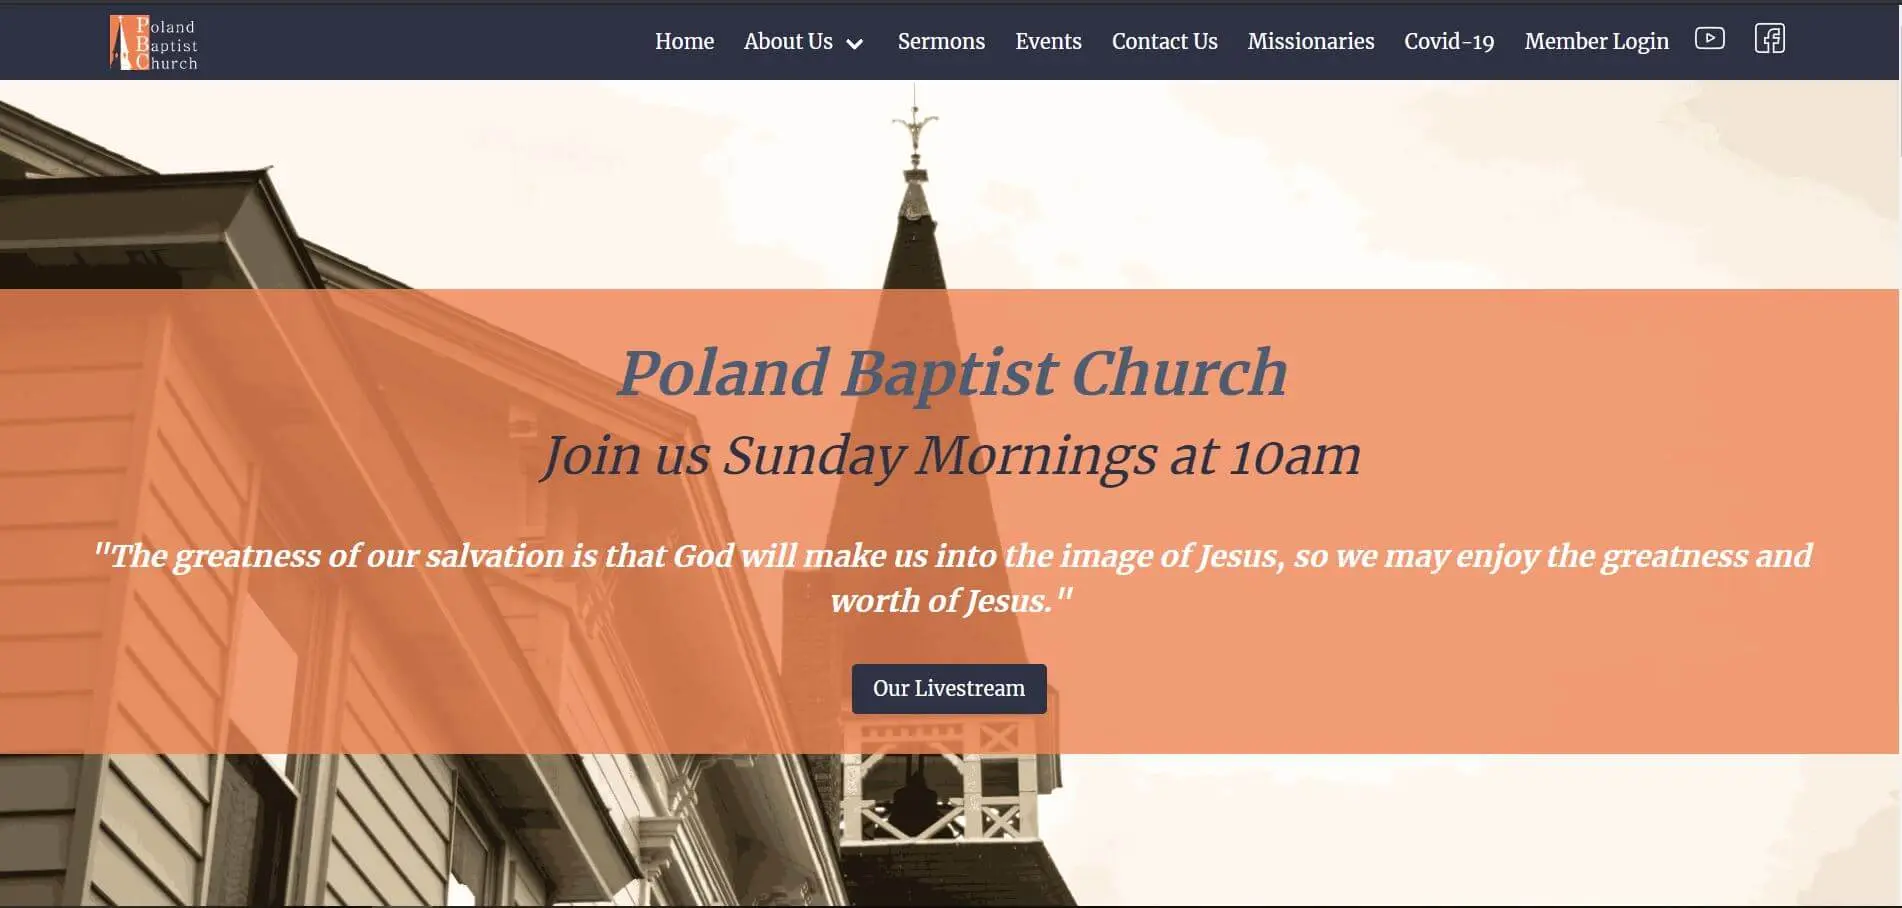 Poland
Baptist
Church
Home About Us Sermons Events Contact Us Missionaries Covid-19 Member Login
Poland Baptist Church
Join us Sunday Mornings at 10am
"The greatness of our salvation is that God will make us into the image of Jesus, so we may enjoy the greatness and
worth of Jesus."
Our Livestream